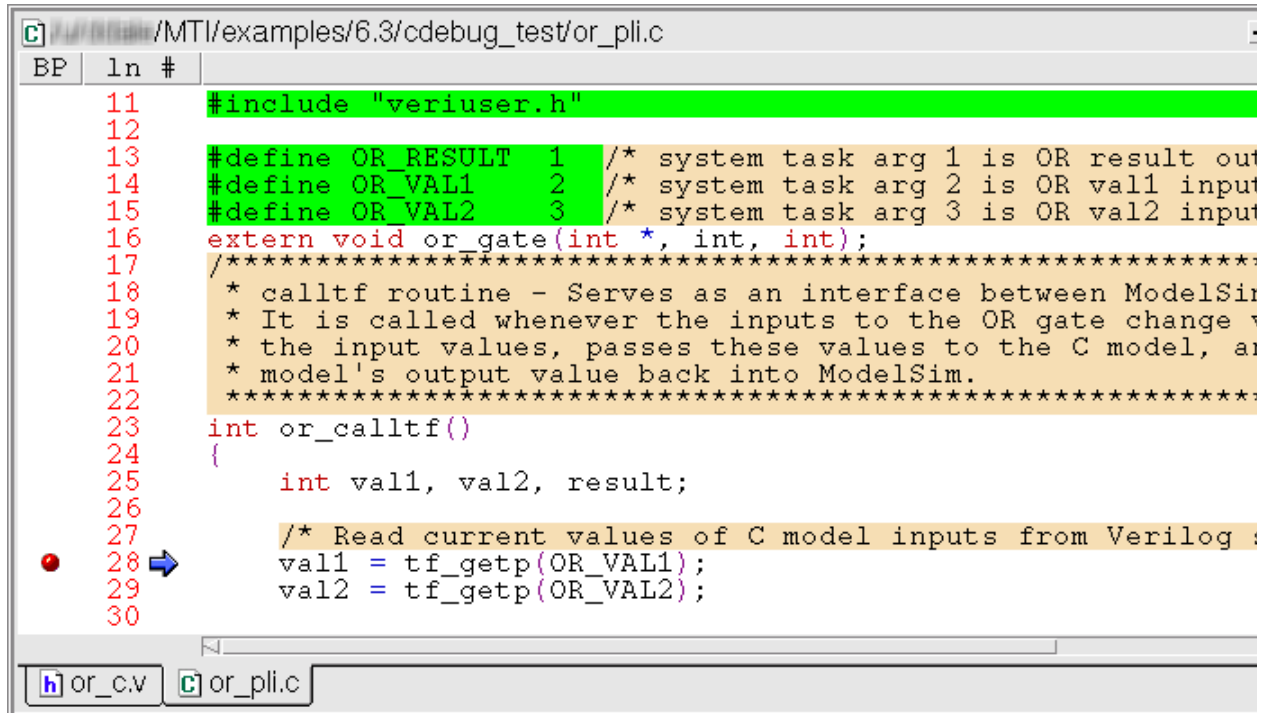 /MTI/examples/6.3/cdebug_test/or_pli.c
BP ln #
11 #include "veriuser.h"
12
13 #define OR_RESULT 1 /* system task arg 1 is OR result out
14 #define OR_VAL1 2 /* system task arg 2 is OR val1 input
15 #define OR_VAL2 3 /* system task arg 3 is OR val2 input
16 extern void or_gate(int *, int, int);
17 /***********************************************************
18 * calltf routine - Serves as an interface between ModelSim
19 * It is called whenever the inputs to the OR gate change
20 * the input values, passes these values to the C model,
21 * model's output value back into ModelSim.
22 ***********************************************************
23 int or_calltf()
24 {
25 int val1, val2, result;
26
27 /* Read current values of C model inputs from Verilog
28 val1 = tf_getp(OR_VAL1);
29 val2 = tf_getp(OR_VAL2);
30
h or_c.v C or_pli.c